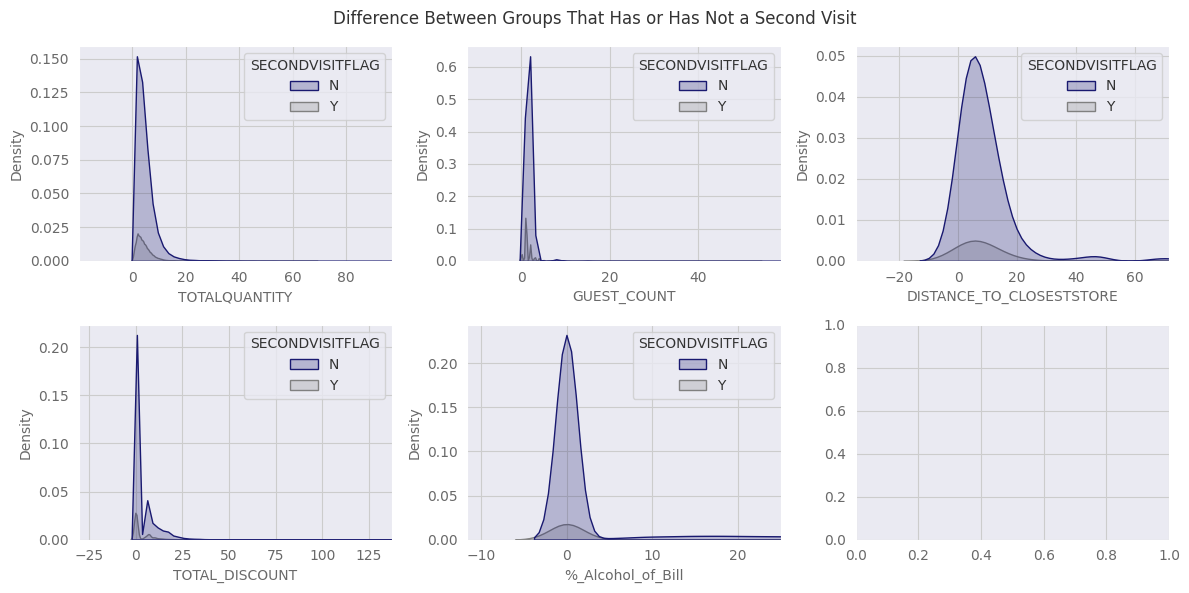 Difference Between Groups That Has or Has Not a Second Visit
0.150
0.125
0.100
0.075
0.050
0.025
0.000
Density
SECONDVISITFLAG
N
Y
0 20 40 60 80
TOTALQUANTITY
0.6
0.5
0.4
0.3
0.2
0.1
0.0
Density
SECONDVISITFLAG
N
Y
0 20 40
GUEST_COUNT
0.05
0.04
0.03
0.02
0.01
0.00
Density
SECONDVISITFLAG
N
Y
−20 0 20 40 60
DISTANCE_TO_CLOSESTSTORE
0.20
0.15
0.10
0.05
0.00
Density
SECONDVISITFLAG
N
Y
−25 0 25 50 75 100 125
TOTAL_DISCOUNT
0.20
0.15
0.10
0.05
0.00
Density
SECONDVISITFLAG
N
Y
−10 0 10 20
%_Alcohol_of_Bill
1.0
0.8
0.6
0.4
0.2
0.0
0.0 0.2 0.4 0.6 0.8 1.0